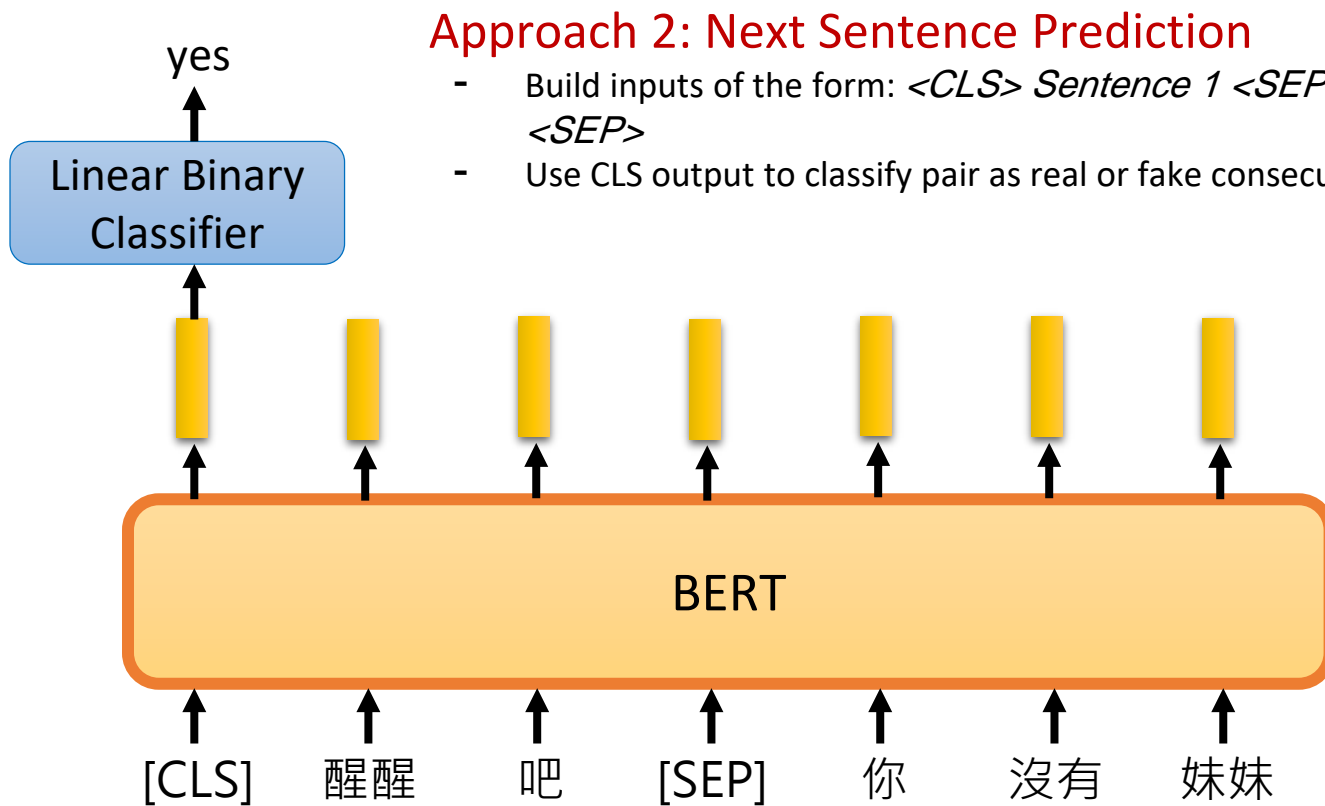 Approach 2: Next Sentence Prediction
- Build inputs of the form: <CLS> Sentence 1 <SEP
<SEP>
- Use CLS output to classify pair as real or fake
yes
Linear Binary
Classifier
BERT
[CLS] 醒醒 吧 [SEP] 你 沒有 妹妹